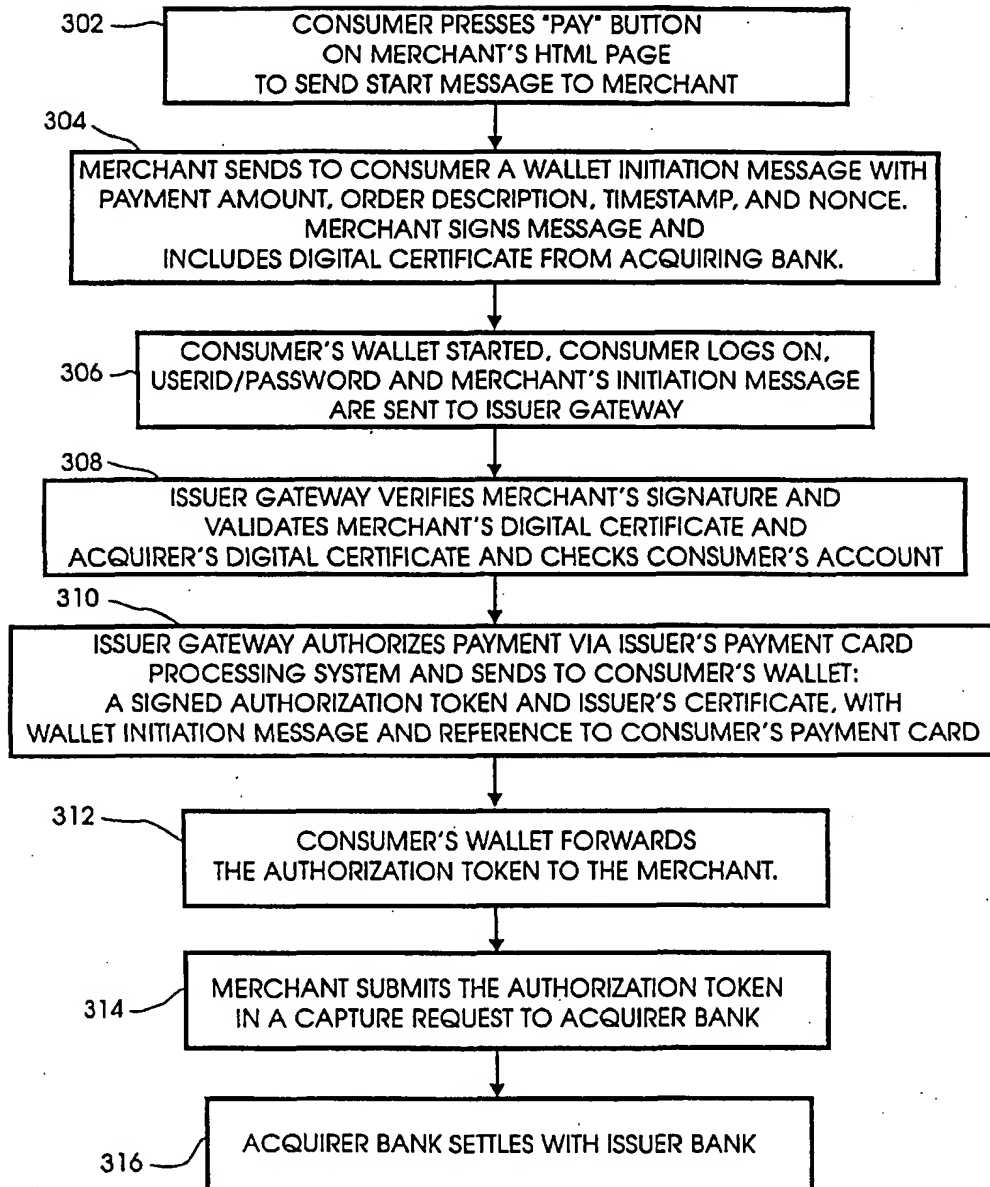 302
CONSUMER PRESSES "PAY" BUTTON
ON MERCHANT'S HTML PAGE
TO SEND START MESSAGE TO MERCHANT
304
MERCHANT SENDS TO CONSUMER A WALLET INITIATION MESSAGE WITH
PAYMENT AMOUNT, ORDER DESCRIPTION, TIMESTAMP, AND NONCE.
MERCHANT SIGNS MESSAGE AND
INCLUDES DIGITAL CERTIFICATE FROM ACQUIRING BANK.
306
CONSUMER'S WALLET STARTED, CONSUMER LOGS ON,
USERID/PASSWORD AND MERCHANT'S INITIATION MESSAGE
ARE SENT TO ISSUER GATEWAY
308
ISSUER GATEWAY VERIFIES MERCHANT'S SIGNATURE AND
VALIDATES MERCHANT'S DIGITAL CERTIFICATE AND
ACQUIRER'S DIGITAL CERTIFICATE AND CHECKS CONSUMER'S ACCOUNT
310
ISSUER GATEWAY AUTHORIZES PAYMENT VIA ISSUER'S PAYMENT CARD
PROCESSING SYSTEM AND SENDS TO CONSUMER'S WALLET:
A SIGNED AUTHORIZATION TOKEN AND ISSUER'S CERTIFICATE, WITH
WALLET INITIATION MESSAGE AND REFERENCE TO CONSUMER'S PAYMENT CARD
312
CONSUMER'S WALLET FORWARDS
THE AUTHORIZATION TOKEN TO THE MERCHANT.
314
MERCHANT SUBMITS THE AUTHORIZATION TOKEN
IN A CAPTURE REQUEST TO ACQUIRER BANK
316
ACQUIRER BANK SETTLES WITH ISSUER BANK